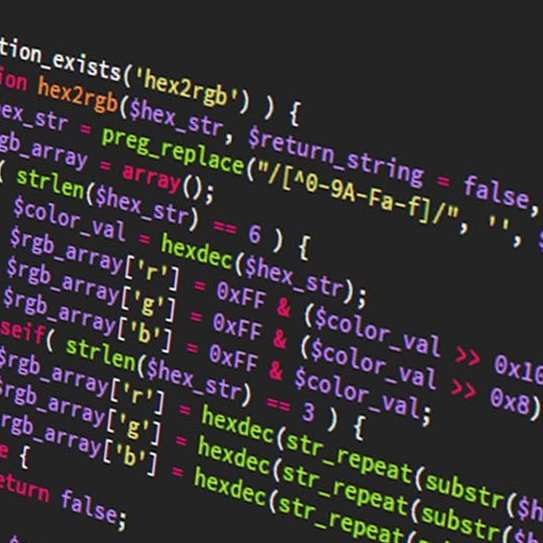 tion_exists('hex2rgb') ) {
ion hex2rgb($hex_str, $return_string = false,
hex_str = preg_replace("/[^0-9A-Fa-f]/", '', $
gb_array = array();
( strlen($hex_str) == 6 ) {
$color_val = hexdec($hex_str);
$rgb_array['r'] = 0xFF & ($color_val >> 0x10
$rgb_array['g'] = 0xFF & ($color_val >> 0x8)
$rgb_array['b'] = 0xFF & $color_val;
seif( strlen($hex_str) == 3 ) {
$rgb_array['r'] = hexdec(str_repeat(substr($h
rgb_array['g'] = hexdec(str_repeat(substr($h
rgb_array['b'] = hexdec(str_repeat(
e {
eturn false;